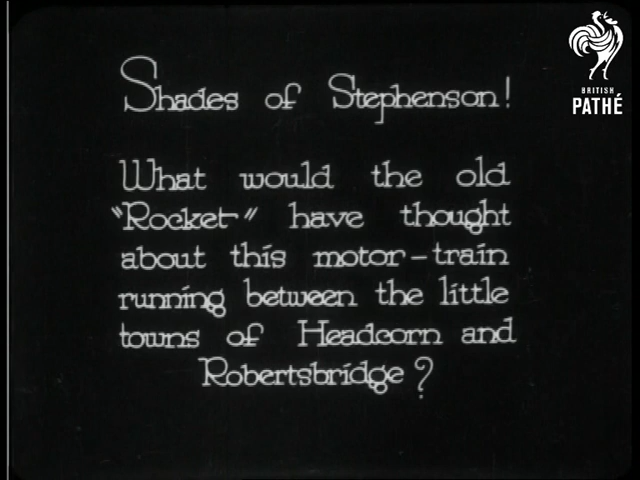 BRITISH
PATHÉ
Shades of Stephenson!
What would the old
"Rocket" have thought
about this motor-train
running between the little
towns of Headcorn and
Robertsbridge?